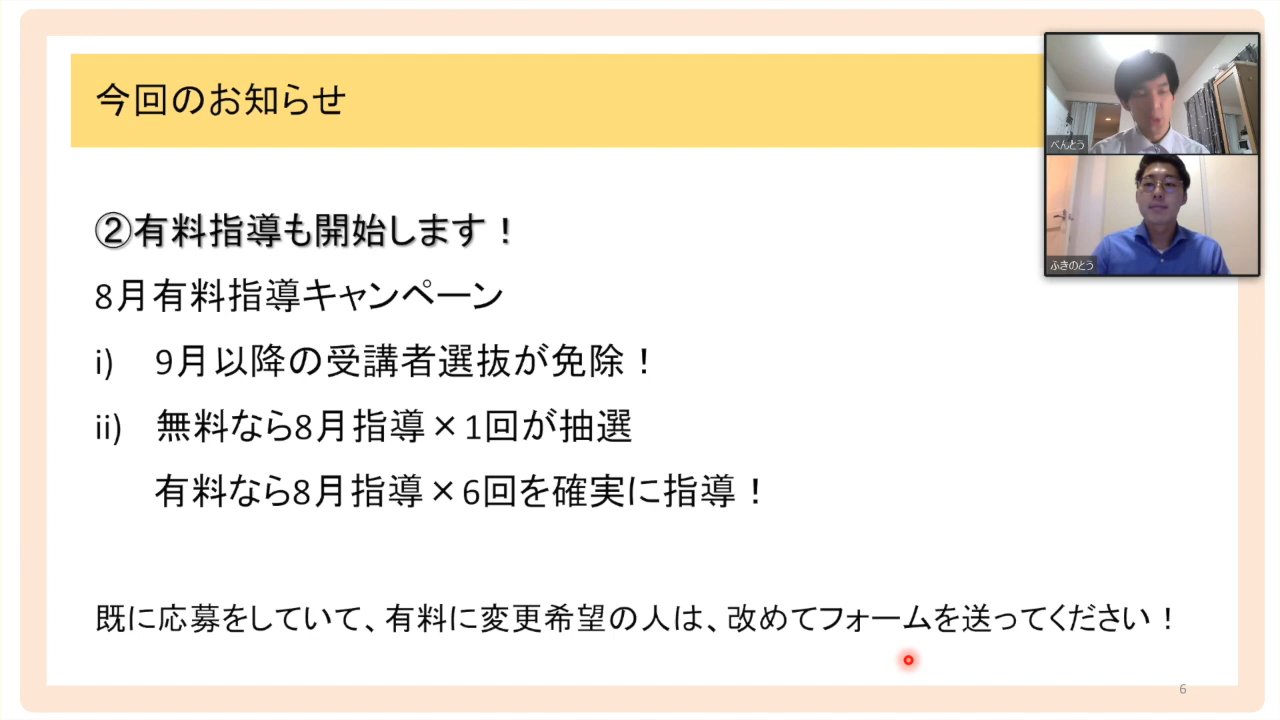 今回のお知らせ
べんとう
ふきのとう
②有料指導も開始します！
8月有料指導キャンペーン
i) 9月以降の受講者選抜が免除！
ii) 無料なら8月指導×1回が抽選
有料なら8月指導×6回を確実に指導！
既に応募をしていて、有料に変更希望の人は、改めてフォームを送ってください！
6